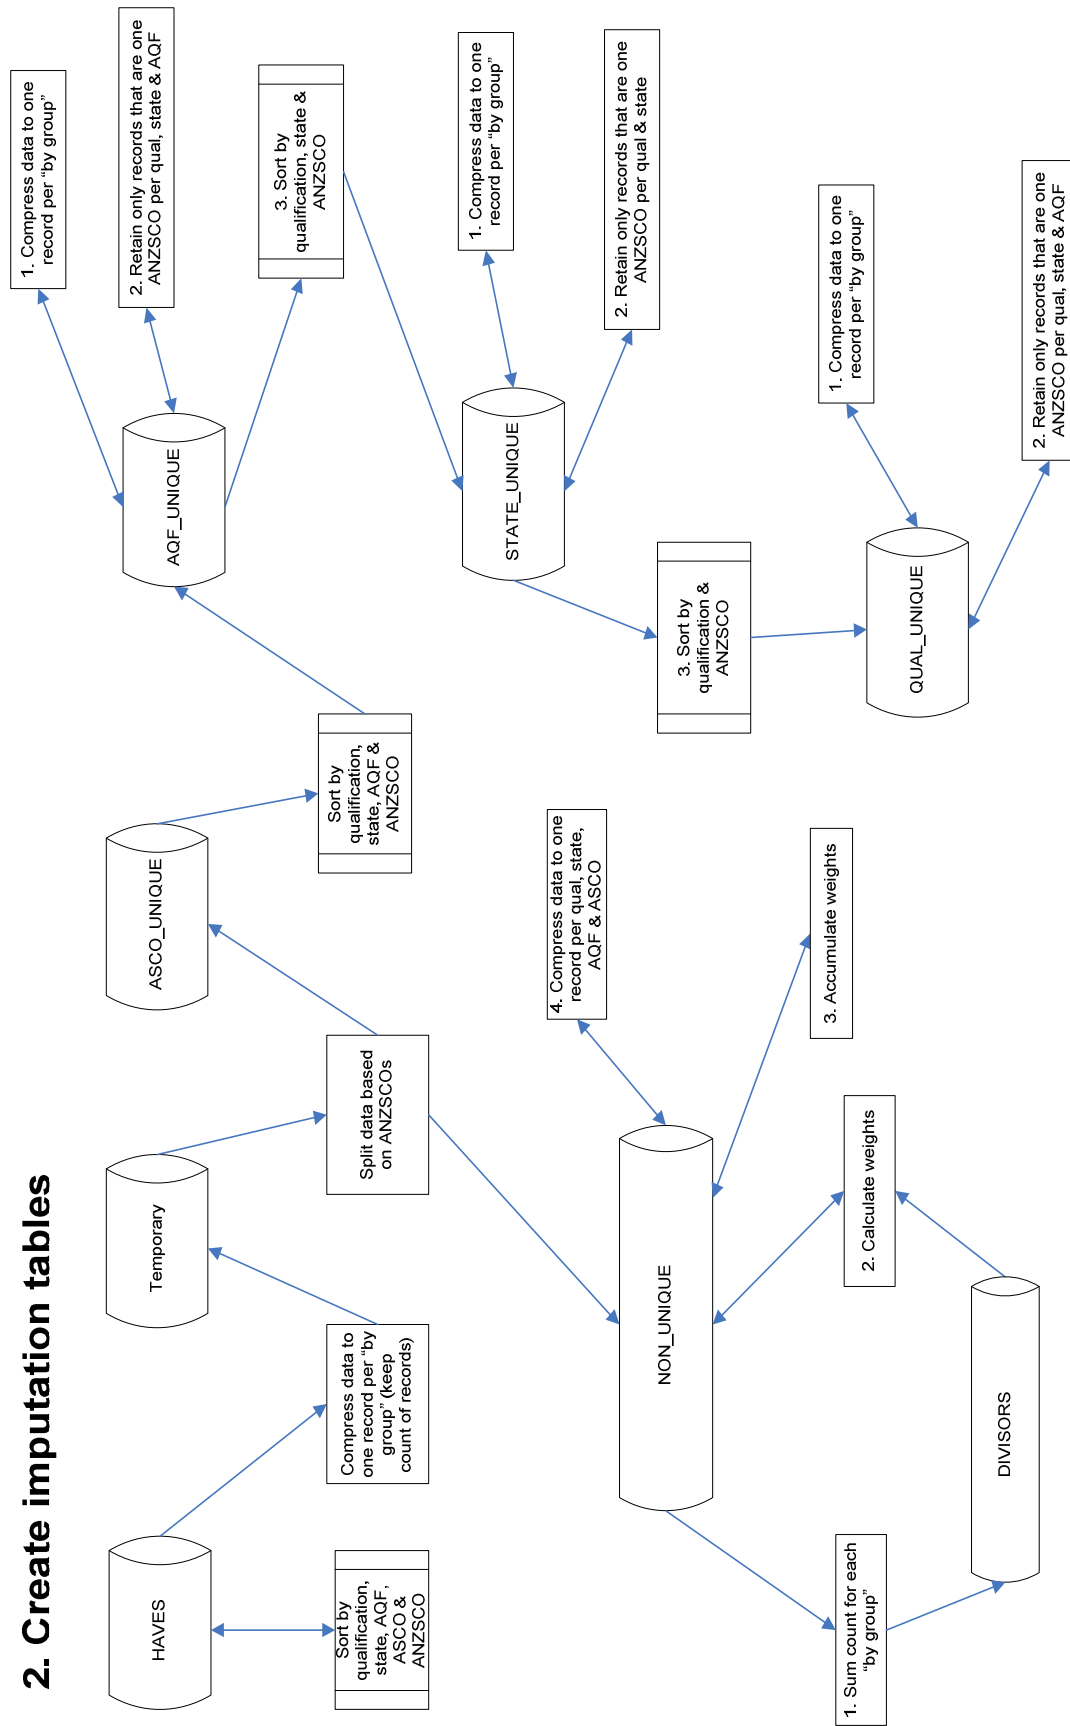 2. Create imputation tables
HAVES
Sort by
qualification,
state, AQF,
ASCO &
ANZSCO
Compress data to
one record per "by
group" (keep
count of records)
Temporary
Split data based
on ANZSCOs
ASCO_UNIQUE
Sort by
qualification,
state, AQF &
ANZSCO
AQF_UNIQUE
1. Compress data to one
record per "by group"
2. Retain only records that are one
ANZSCO per qual, state & AQF
3. Sort by
qualification, state &
ANZSCO
STATE_UNIQUE
1. Compress data to one
record per "by group"
2. Retain only records that are one
ANZSCO per qual & state
3. Sort by
qualification &
ANZSCO
QUAL_UNIQUE
1. Compress data to one
record per "by group"
2. Retain only records that are one
ANZSCO per qual, state & AQF
NON_UNIQUE
1. Sum count for each
"by group"
DIVISORS
2. Calculate weights
3. Accumulate weights
4. Compress data to one
record per qual, state,
AQF & ASCO